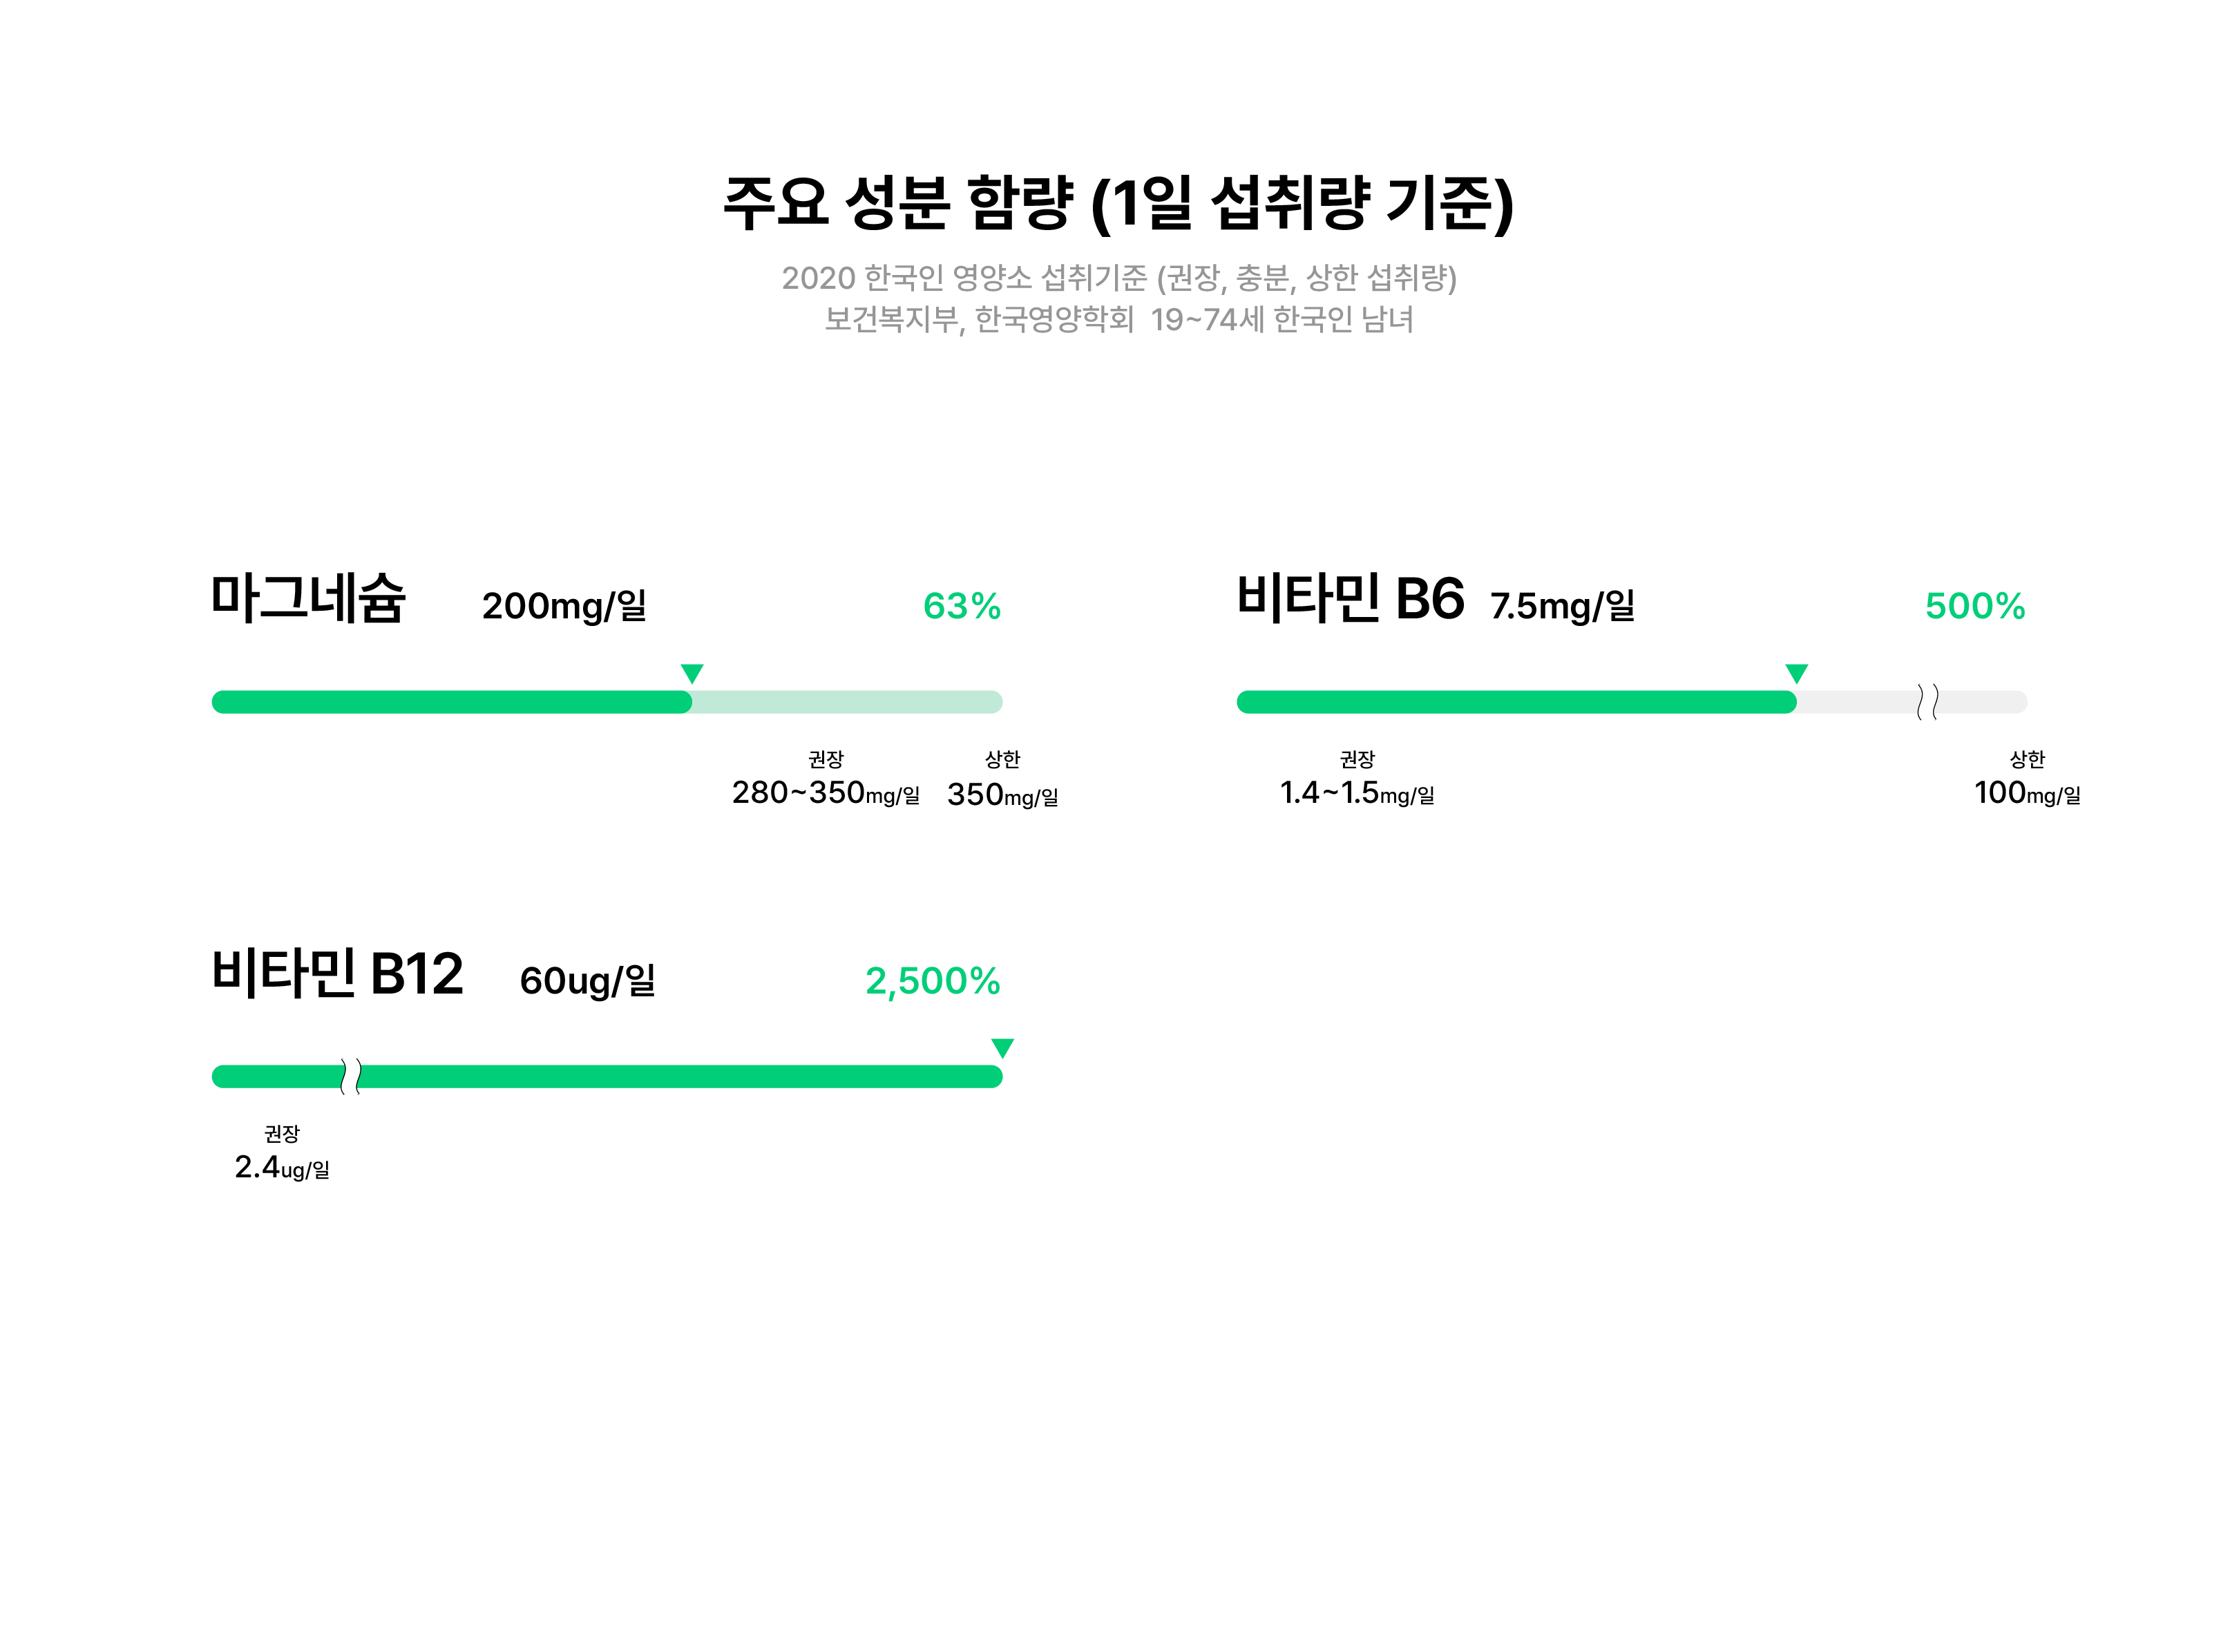 주요 성분 함량 (1일 섭취량 기준)
2020 한국인 영양소 섭취기준 (권장, 충분, 상한 섭취량)
보건복지부, 한국영양학회 19~74세 한국인 남녀
마그네슘 200mg/일 63%
권장 상한
280~350mg/일 350mg/일
비타민 B6 7.5mg/일 500%
권장 상한
1.4~1.5mg/일 100mg/일
비타민 B12 60ug/일 2,500%
권장
2.4ug/일